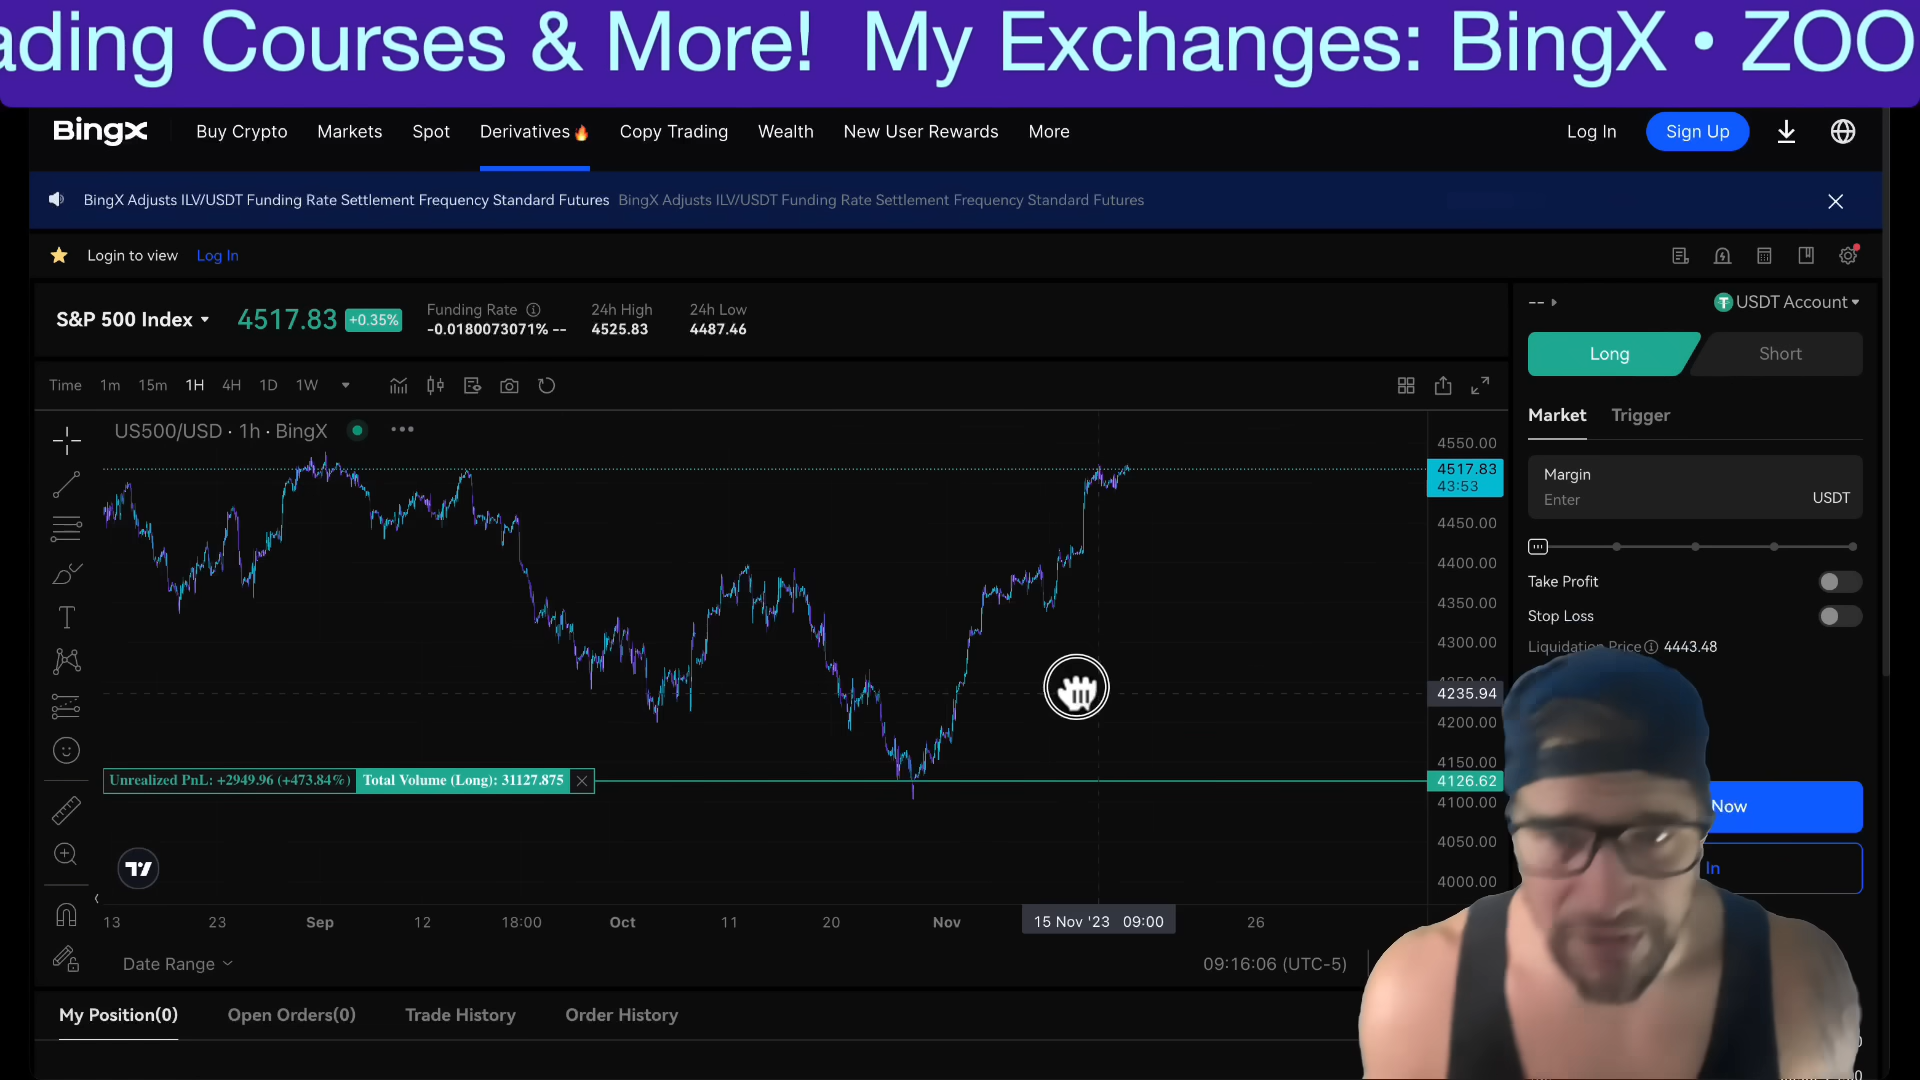 ading Courses & More! My Exchanges: BingX • ZOO
BingX Buy Crypto Markets Spot Derivatives Copy Trading Wealth New User Rewards More Log In Sign Up
BingX Adjusts ILV/USDT Funding Rate Settlement Frequency Standard Futures BingX Adjusts ILV/USDT Funding Rate Settlement Frequency Standard Futures
Login to view Log In
S&P 500 Index 4517.83 +0.35%
Funding Rate 24h High 24h Low
-0.0180073071% -- 4525.83 4487.46
-- USDT Account
Long Short
Time 1m 15m 1H 4H 1D 1W
Market Trigger
US500/USD · 1h · BingX
4550.00
4517.83
43:53
4450.00
4400.00
4350.00
4300.00
4235.94
4200.00
4150.00
4126.62
4100.00
4050.00
4000.00
Margin
Enter USDT
Take Profit
Stop Loss
Liquidation Price 4443.48
Unrealized PnL: +2949.96 (+473.84%) Total Volume (Long): 31127.875
Now
In
13 23 Sep 12 18:00 Oct 11 20 Nov 15 Nov '23 09:00 26
Date Range 09:16:06 (UTC-5)
My Position(0) Open Orders(0) Trade History Order History